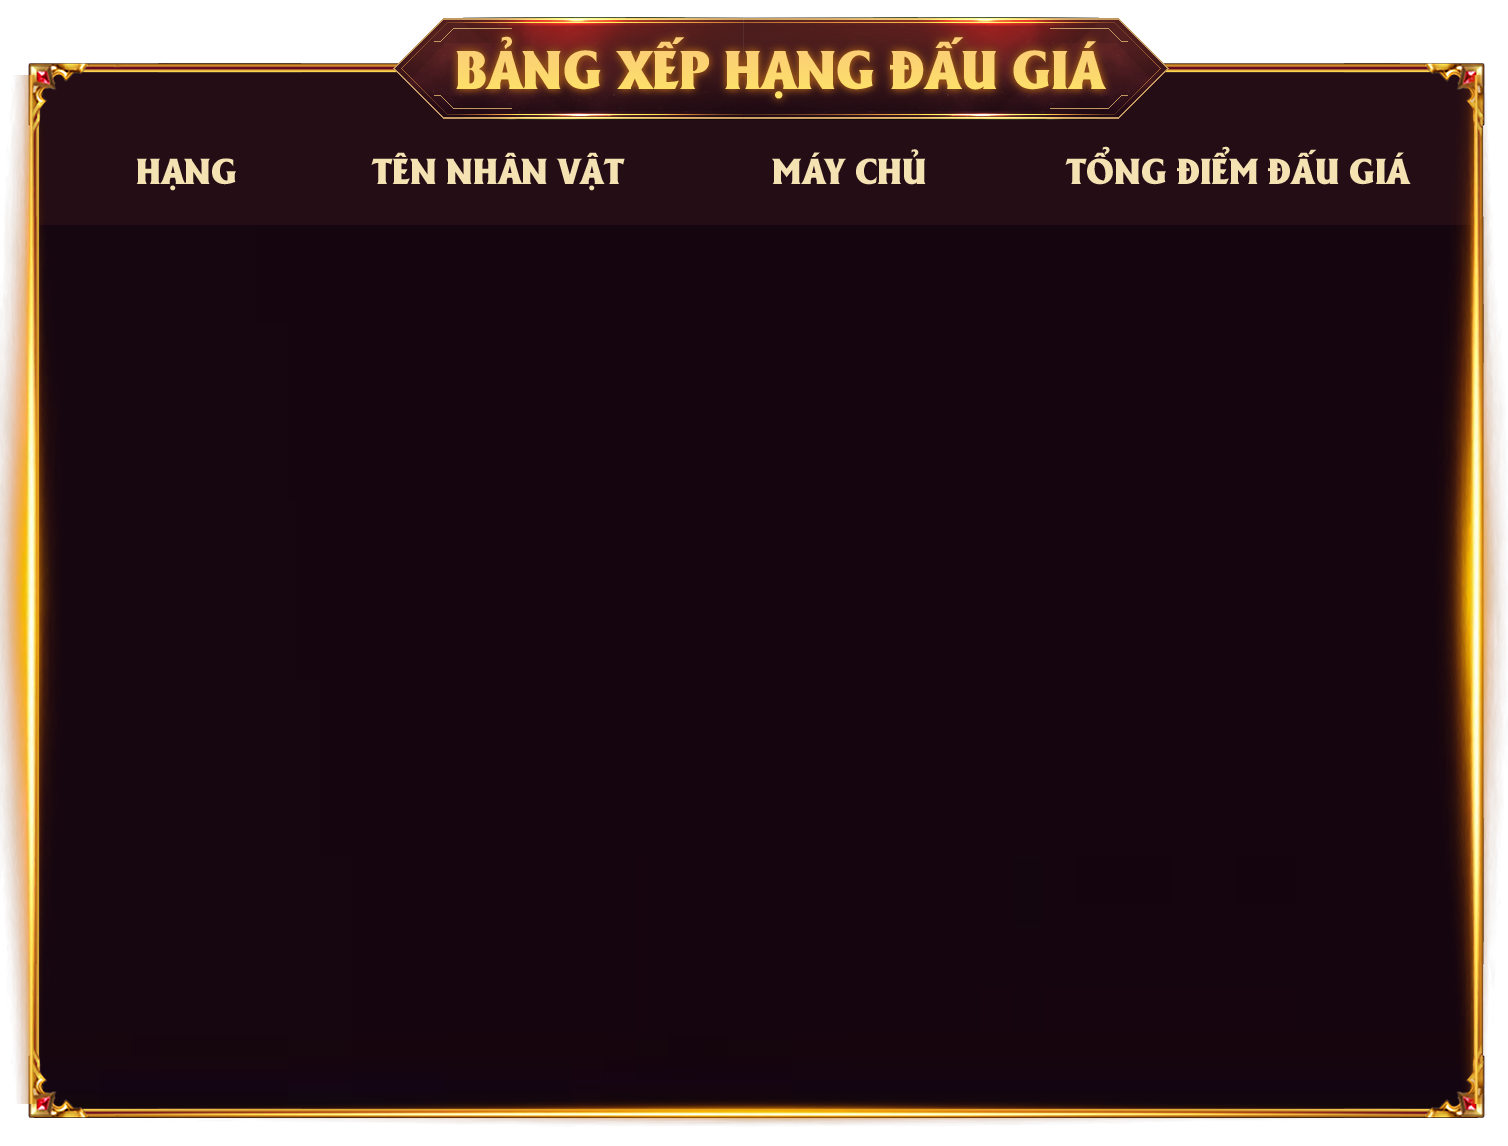 BẢNG XẾP HẠNG ĐẤU GIÁ
HẠNG TÊN NHÂN VẬT MÁY CHỦ TỔNG ĐIỂM ĐẤU GIÁ